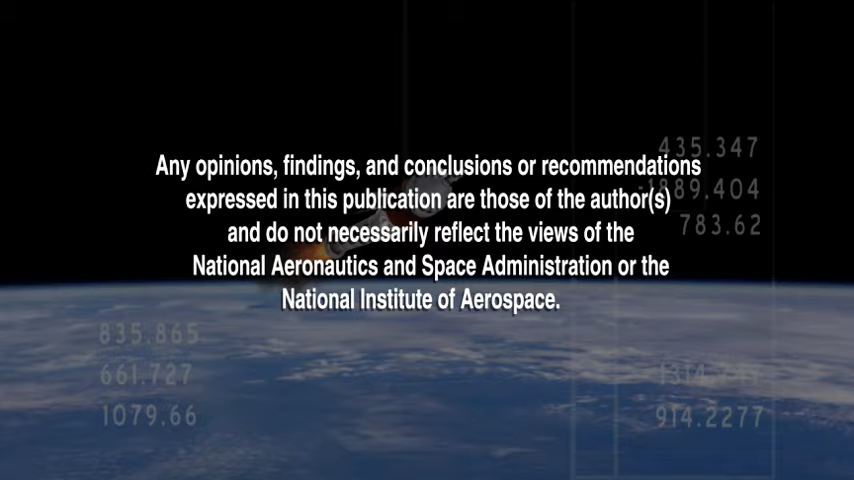 Any opinions, findings, and conclusions or recommendations
expressed in this publication are those of the author(s)
and do not necessarily reflect the views of the
National Aeronautics and Space Administration or the
National Institute of Aerospace.
435.347
889.404
783.62
835.865
661.727
1079.66
914.2277